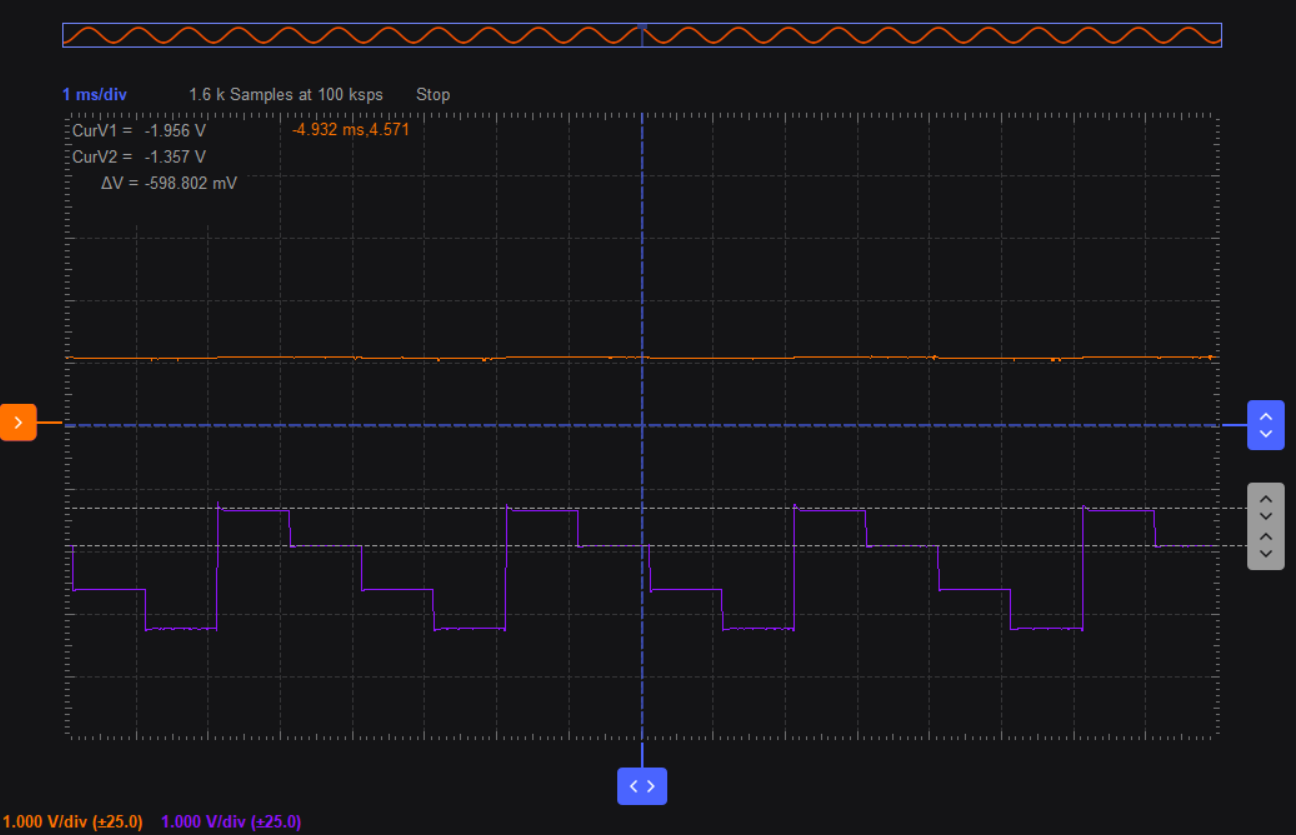 1 ms/div 1.6 k Samples at 100 ksps Stop
CurV1 = -1.956 V -4.932 ms,4.571
CurV2 = -1.357 V
ΔV = -598.802 mV
1.000 V/div (±25.0) 1.000 V/div (±25.0)